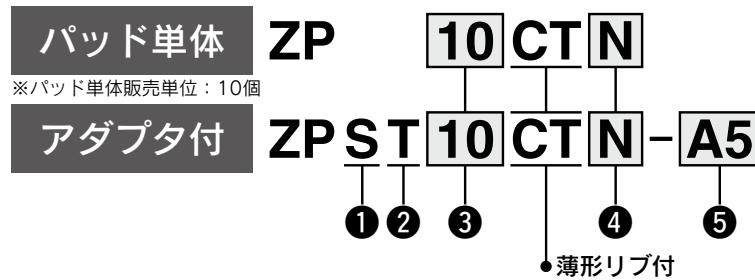 パッド単体 ZP 10 CT N
※パッド単体販売単位：10個
アダプタ付 ZP S T 10 CT N - A5
❶ ❷ ❸ ❹ ❺
●薄形リブ付